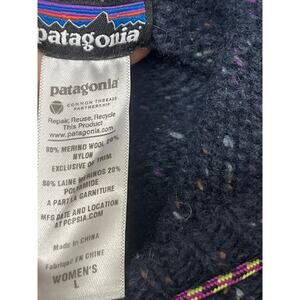 patagonia
patagonia
COMMON THREADS
PARTNERSHIP
Repair, Reuse, Recycle
This Product
www.patagonia.com
80% MERINO WOOL 20%
NYLON
EXCLUSIVE OF TRIM
80% LAINE MERINOS 20%
POLYAMIDE
A PART LA GARNITURE
MFG DATE AND LOCATION
AT PCPSIA.COM
Made in CHINA
Fabriqué en CHINE
WOMEN'S
L